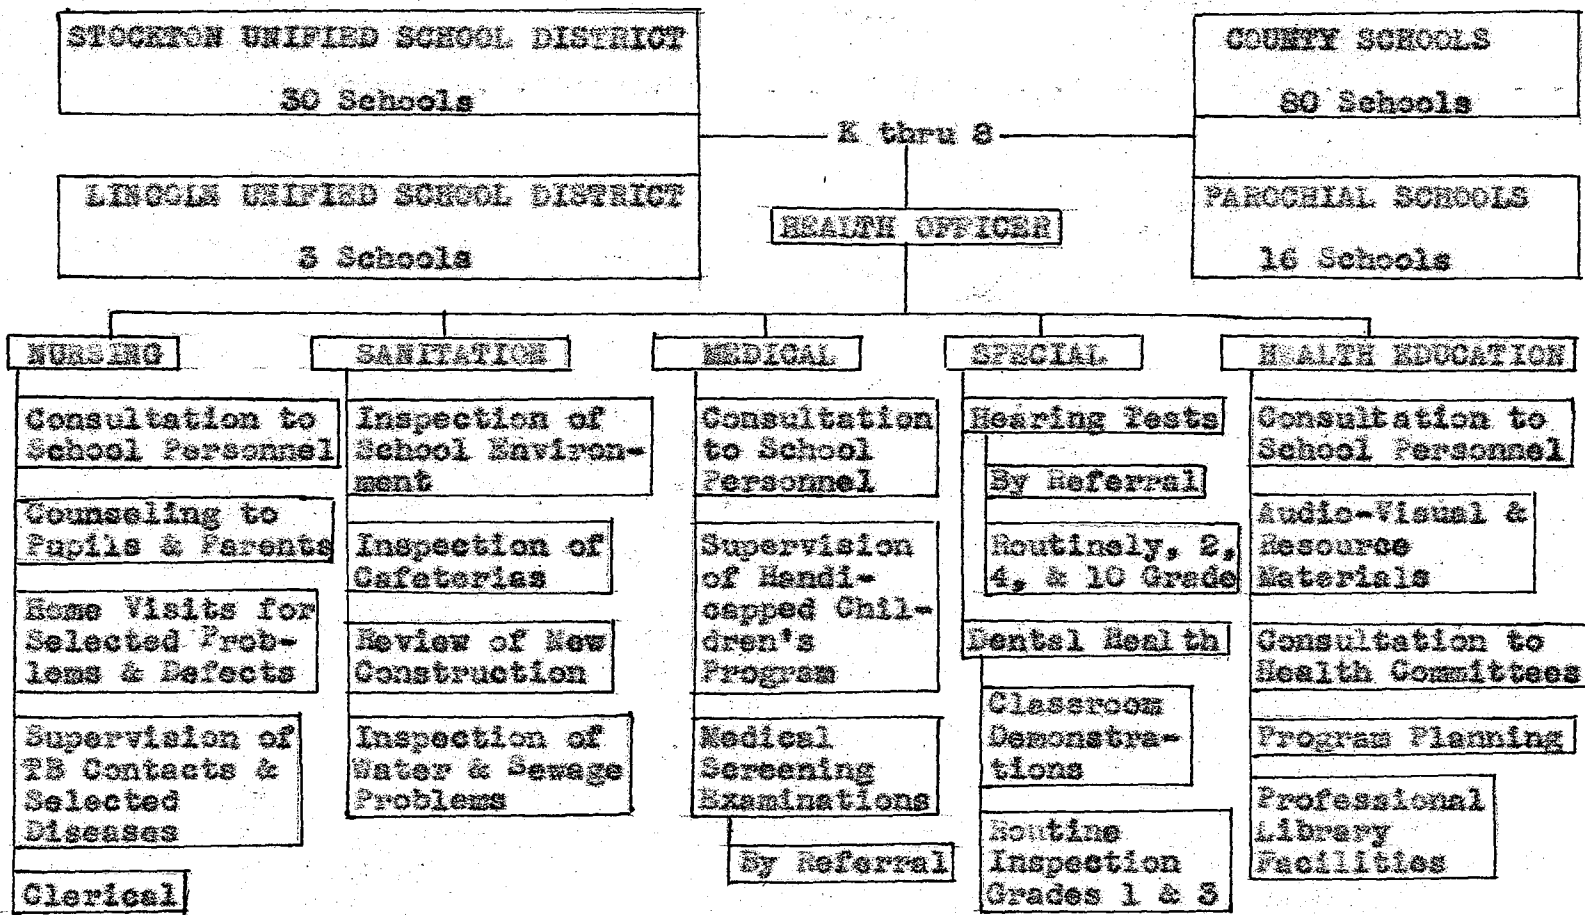 STOCKTON UNIFIED SCHOOL DISTRICT
30 Schools
COUNTY SCHOOLS
80 Schools
K thru 8
LINCOLN UNIFIED SCHOOL DISTRICT
3 Schools
PAROCHIAL SCHOOLS
16 Schools
HEALTH OFFICER
NURSING
Consultation to
School Personnel
Counseling to
Pupils & Parents
Home Visits for
Selected Prob-
lems & Defects
Supervision of
TB Contacts &
Selected
Diseases
Clerical
SANITATION
Inspection of
School Environ-
ment
Inspection of
Cafeterias
Review of New
Construction
Inspection of
Water & Sewage
Problems
MEDICAL
Consultation
to School
Personnel
Supervision
of Handi-
capped Chil-
dren's
Program
Medical
Screening
Examinations
By Referral
SPECIAL
Hearing Tests
By Referral
Routinely, 2,
4, & 10 Grade
Dental Health
Classroom
Demonstra-
tions
Routine
Inspection
Grades 1 & 3
HEALTH EDUCATION
Consultation to
School Personnel
Audio-Visual &
Resource
Materials
Consultation to
Health Committees
Program Planning
Professional
Library
Facilities